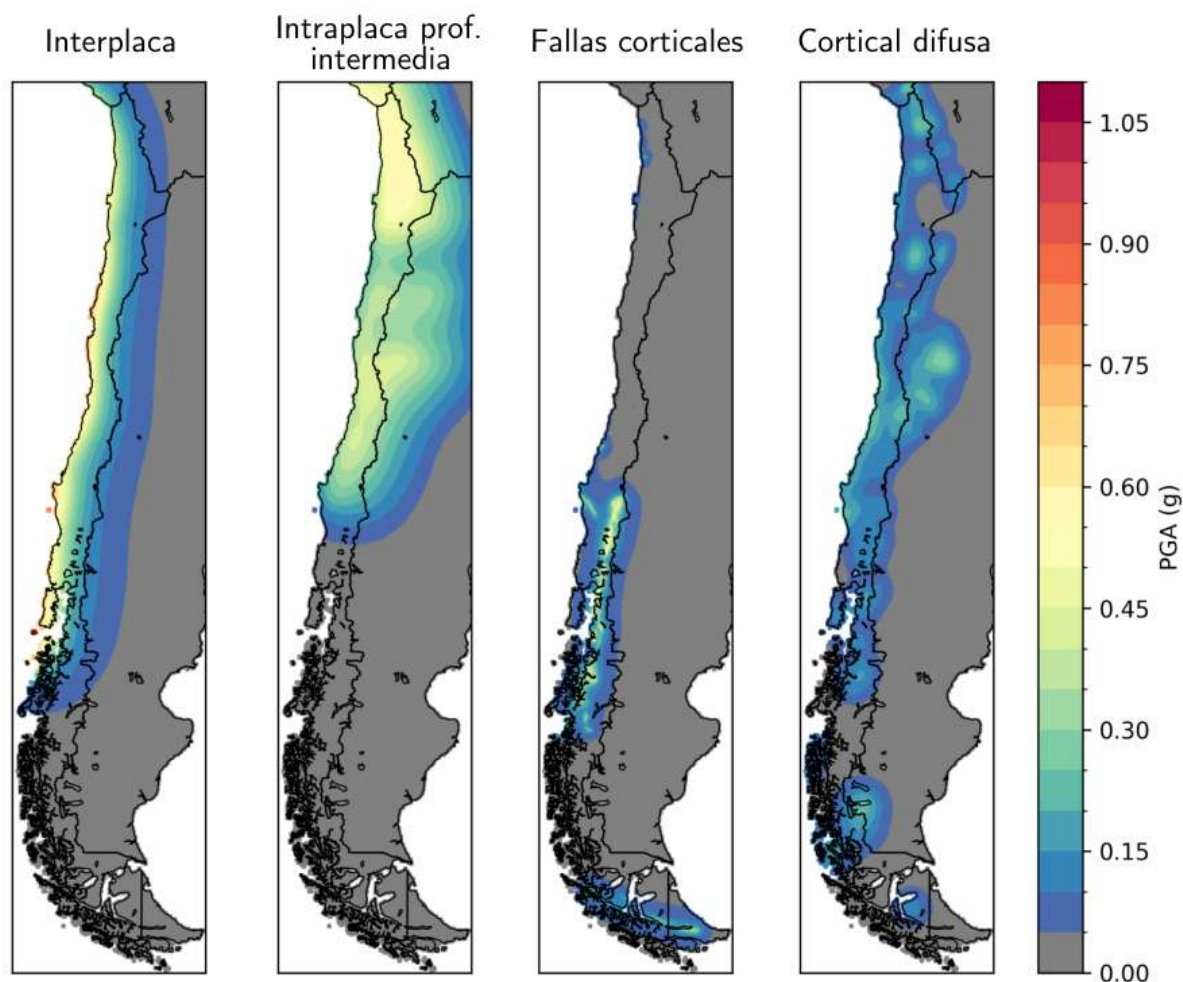 Interplaca
Intraplaca prof.
intermedia
Fallas corticales
Cortical difusa
1.05
0.90
0.75
0.60
0.45
0.30
0.15
0.00
PGA (g)